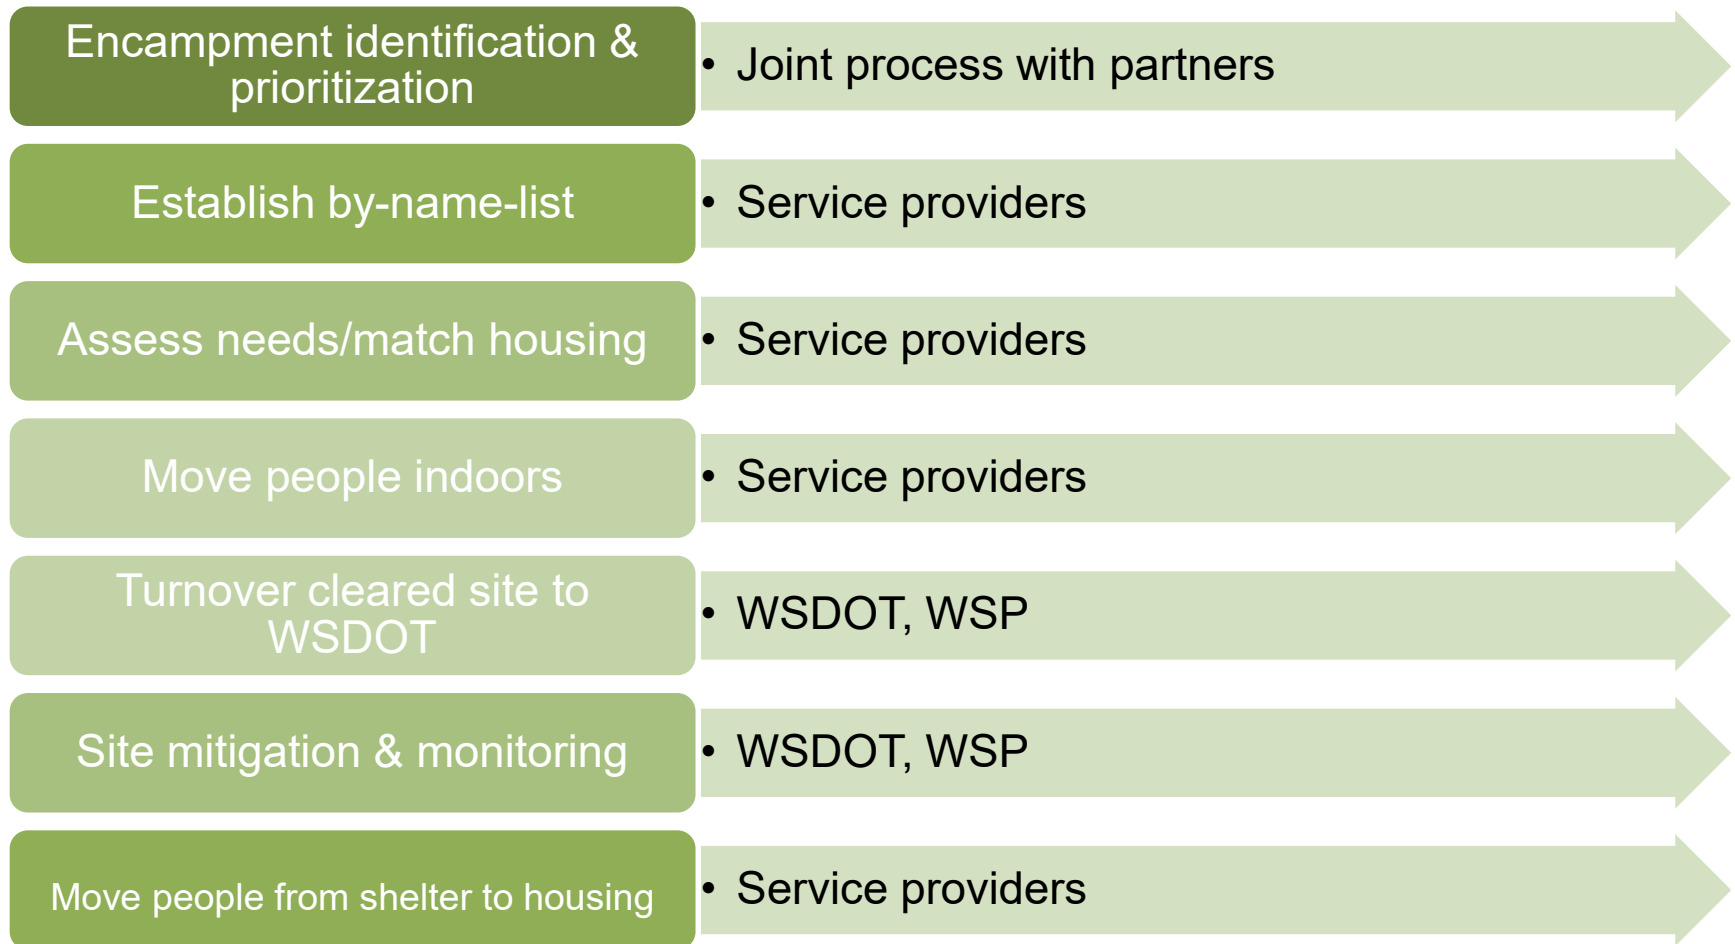 Encampment identification &
prioritization
• Joint process with partners
Establish by-name-list
• Service providers
Assess needs/match housing
• Service providers
Move people indoors
• Service providers
Turnover cleared site to
WSDOT
• WSDOT, WSP
Site mitigation & monitoring
• WSDOT, WSP
Move people from shelter to housing
• Service providers